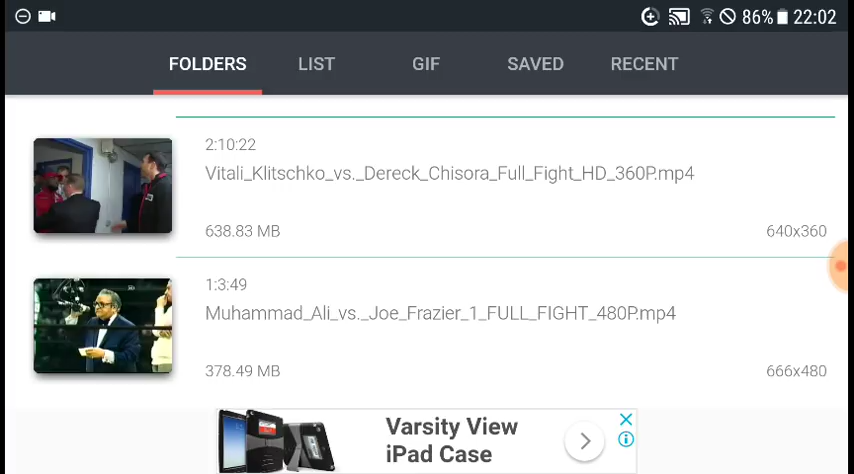 86% 22:02
FOLDERS LIST GIF SAVED RECENT
2:10:22
Vitali_Klitschko_vs._Dereck_Chisora_Full_Fight_HD_360P.mp4
638.83 MB 640x360
1:3:49
Muhammad_Ali_vs._Joe_Frazier_1_FULL_FIGHT_480P.mp4
378.49 MB 666x480
Varsity View
iPad Case